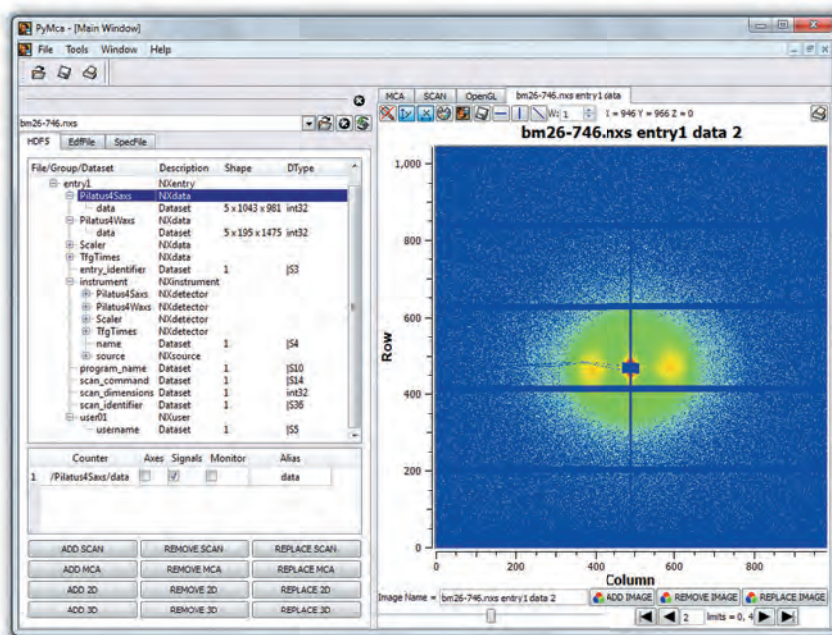 PyMca - [Main Window]
File Tools Window Help
bm26-746.nxs
HDF5 EdfFile SpecFile
File/Group/Dataset Description Shape DType
entry1 NXentry
Pilatus4Saxs NXdata
data Dataset 5 x 1043 x 981 int32
Pilatus4Waxs NXdata
data Dataset 5 x 195 x 1475 int32
Scaler NXdata
TfgTimes NXdata
entry_identifier Dataset 1 |S3
instrument NXinstrument
Pilatus4Saxs NXdetector
Pilatus4Waxs NXdetector
Scaler NXdetector
TfgTimes NXdetector
name Dataset 1 |S4
source NXsource
program_name Dataset 1 |S10
scan_command Dataset 1 |S14
scan_dimensions Dataset 1 int32
scan_identifier Dataset 1 |S36
user01 NXuser
username Dataset 1 |S5
Counter Axes Signals Monitor Alias
1 /Pilatus4Saxs/data data
ADD SCAN REMOVE SCAN REPLACE SCAN
ADD MCA REMOVE MCA REPLACE MCA
ADD 2D REMOVE 2D REPLACE 2D
ADD 3D REMOVE 3D REPLACE 3D
MCA SCAN OpenGL bm26-746.nxs entry1 data
W: 1 X = 946 Y = 966 Z = 0
bm26-746.nxs entry1 data 2
1,000
800
600
400
200
0
Row
0 200 400 600 800
Column
Image Name = bm26-746.nxs entry1 data 2 ADD IMAGE REMOVE IMAGE REPLACE IMAGE
2 limits = 0, 4